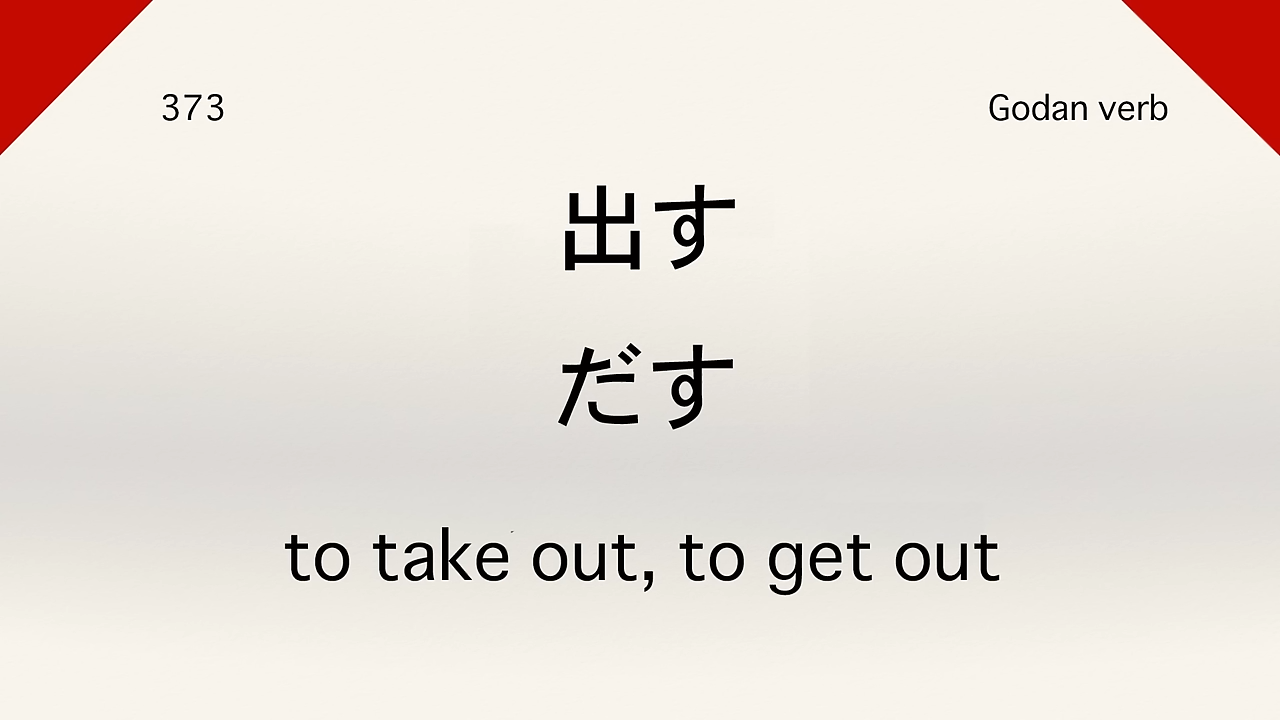 373
Godan verb
出す
だす
to take out, to get out